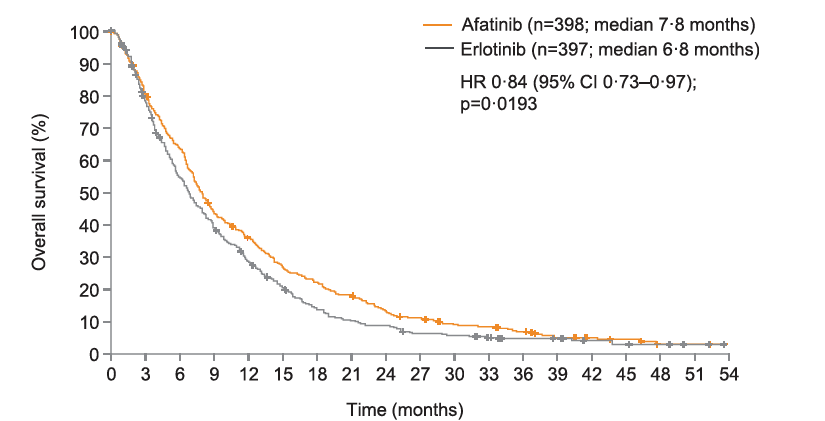 Afatinib (n=398; median 7·8 months)
Erlotinib (n=397; median 6·8 months)
HR 0·84 (95% CI 0·73–0·97);
p=0·0193
Overall survival (%)
100
90
80
70
60
50
40
30
20
10
0
0 3 6 9 12 15 18 21 24 27 30 33 36 39 42 45 48 51 54
Time (months)